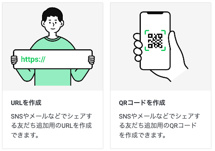 https://
URLを作成
SNSやメールなどでシェアす
る友だち追加用のURLを作成
できます。
QRコードを作成
SNSやメールなどでシェアす
る友だち追加用のQRコード
を作成できます。